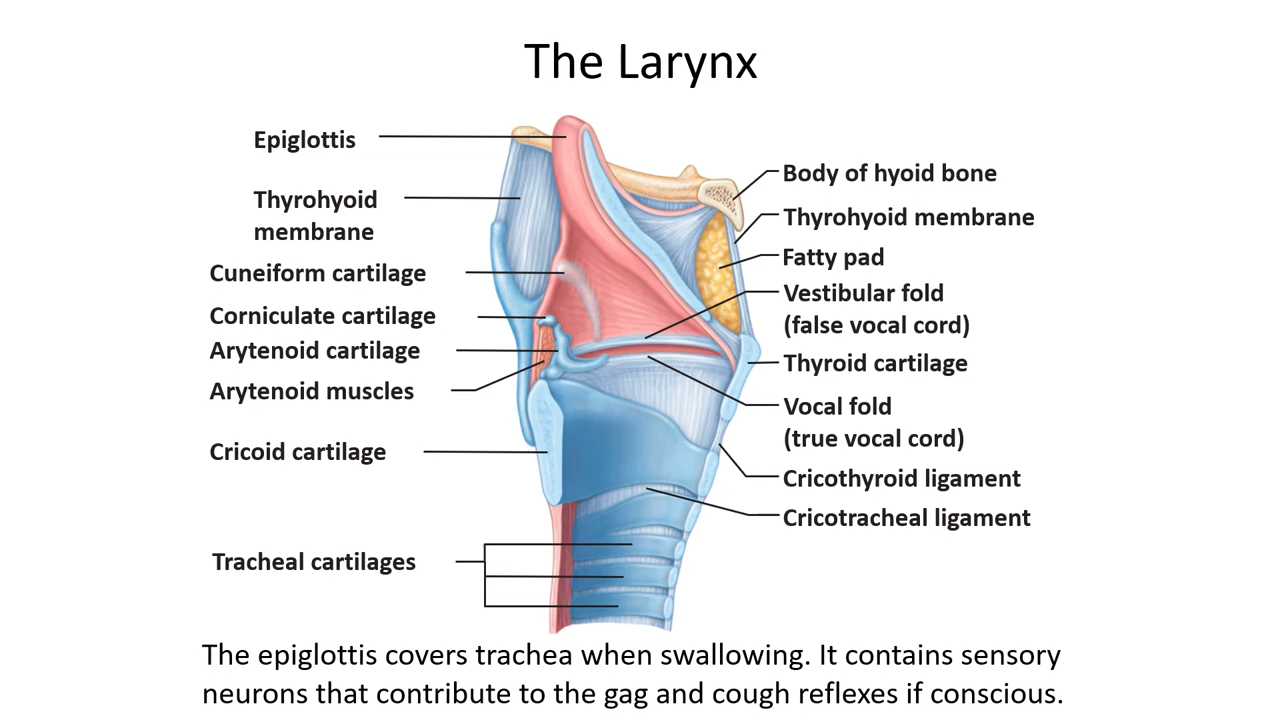 The Larynx
Epiglottis
Thyrohyoid
membrane
Cuneiform cartilage
Corniculate cartilage
Arytenoid cartilage
Arytenoid muscles
Cricoid cartilage
Tracheal cartilages
Body of hyoid bone
Thyrohyoid membrane
Fatty pad
Vestibular fold
(false vocal cord)
Thyroid cartilage
Vocal fold
(true vocal cord)
Cricothyroid ligament
Cricotracheal ligament
The epiglottis covers trachea when swallowing. It contains sensory
neurons that contribute to the gag and cough reflexes if conscious.